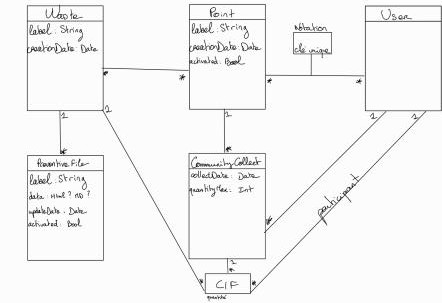 Waste
label: String
creationDate: Date
Point
label: String
creationDate: Date
activated: Bool
Notation
clé unique
User
*
*
*
*
1
1
1
1
1
PreventiveFile
label: String
data: Html? MD?
updateDate: Date
activated: Bool
*
CommunityCollect
collectDate: Date
quantityMax: Int
*
*
participant
1
*
*
*
CIF
quantité